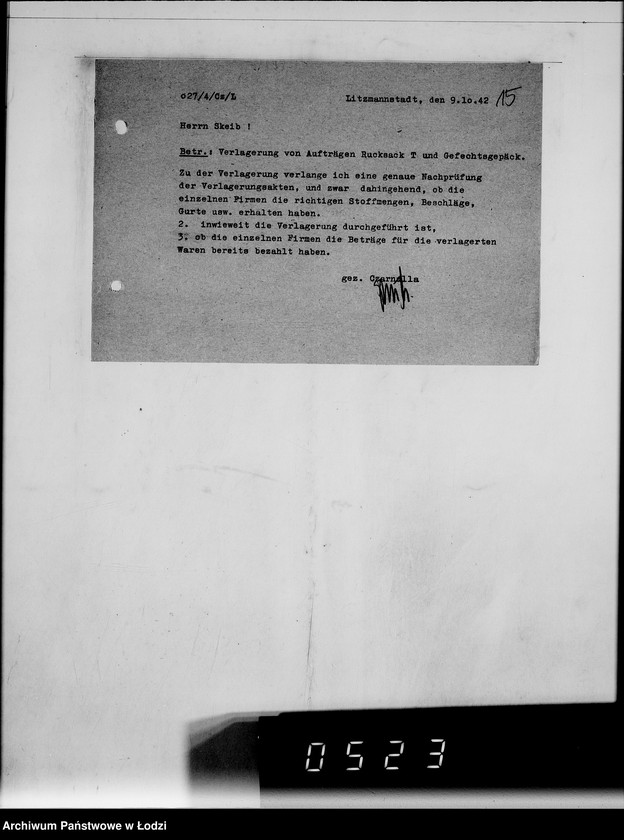 o27/4/Cz/L
Litzmannstadt, den 9.1o.42 15
Herrn Skeib !
Betr.: Verlagerung von Aufträgen Rucksack T und Gefechtsgepäck.
Zu der Verlagerung verlange ich eine genaue Nachprüfung
der Verlagerungsakten, und zwar dahingehend, ob die
einzelnen Firmen die richtigen Stoffmengen, Beschläge,
Gurte usw. erhalten haben.
2. inwieweit die Verlagerung durchgeführt ist,
3. ob die einzelnen Firmen die Beträge für die verlagerten
Waren bereits bezahlt haben.
gez. Czarnulla
0523
Archiwum Państwowe w Łodzi